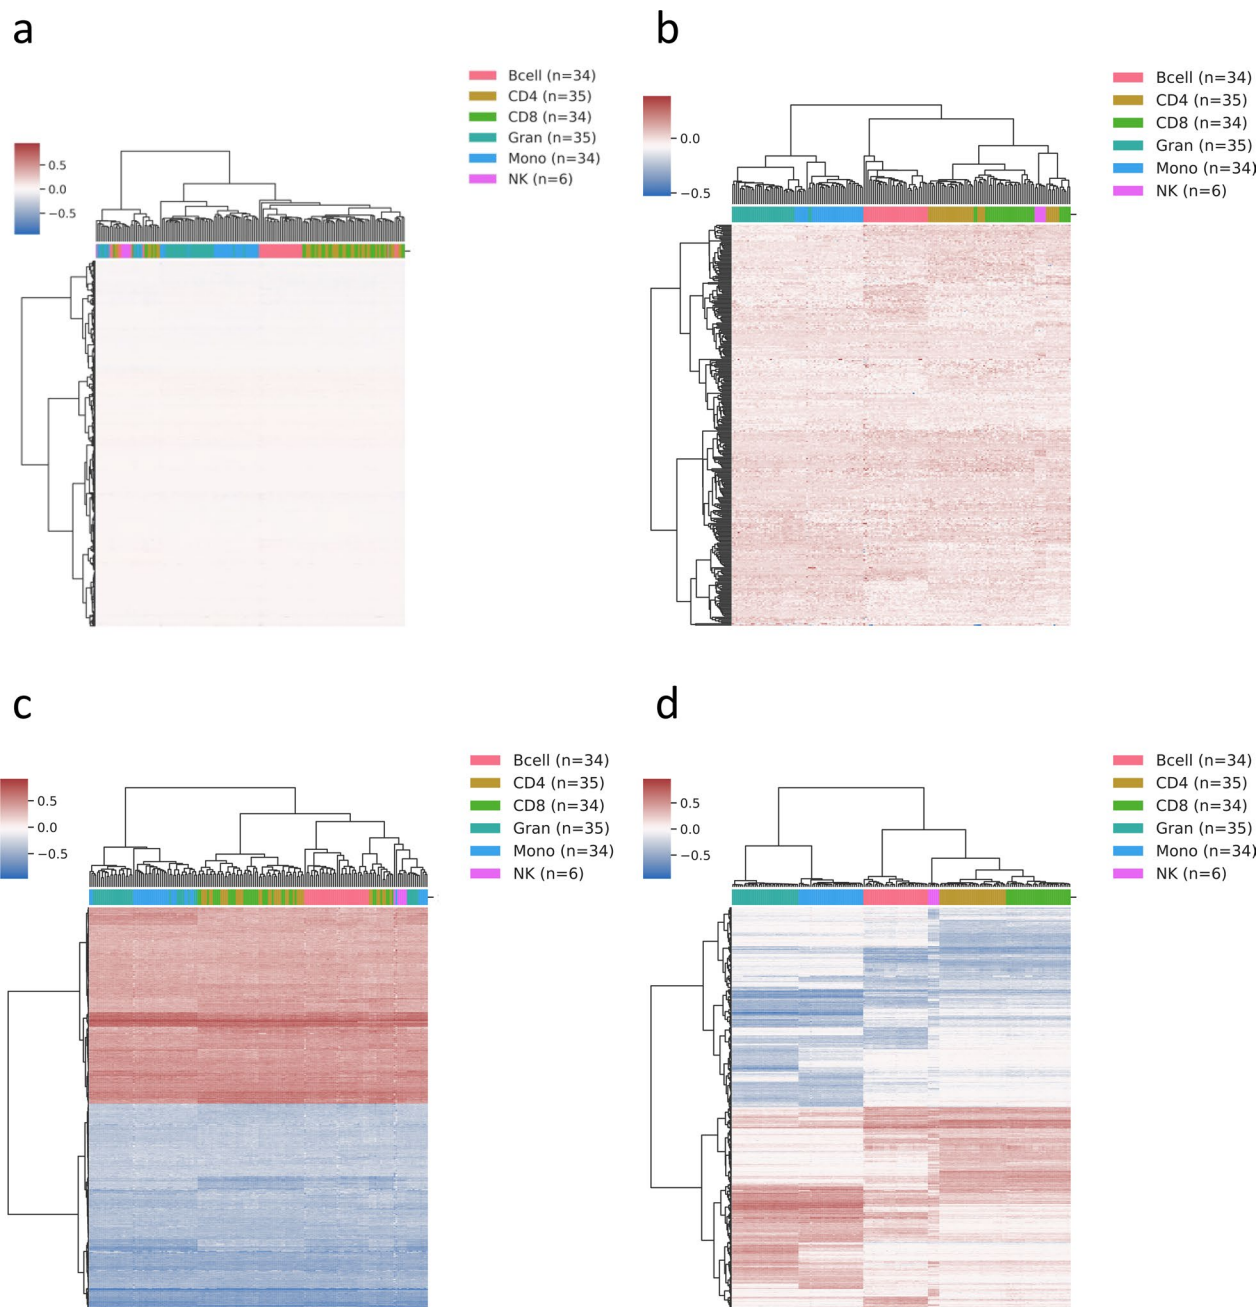 a
Bcell (n=34)
CD4 (n=35)
CD8 (n=34)
Gran (n=35)
Mono (n=34)
NK (n=6)
0.5
0.0
−0.5
b
Bcell (n=34)
CD4 (n=35)
CD8 (n=34)
Gran (n=35)
Mono (n=34)
NK (n=6)
0.0
−0.5
c
Bcell (n=34)
CD4 (n=35)
CD8 (n=34)
Gran (n=35)
Mono (n=34)
NK (n=6)
0.5
0.0
−0.5
d
Bcell (n=34)
CD4 (n=35)
CD8 (n=34)
Gran (n=35)
Mono (n=34)
NK (n=6)
0.5
0.0
−0.5